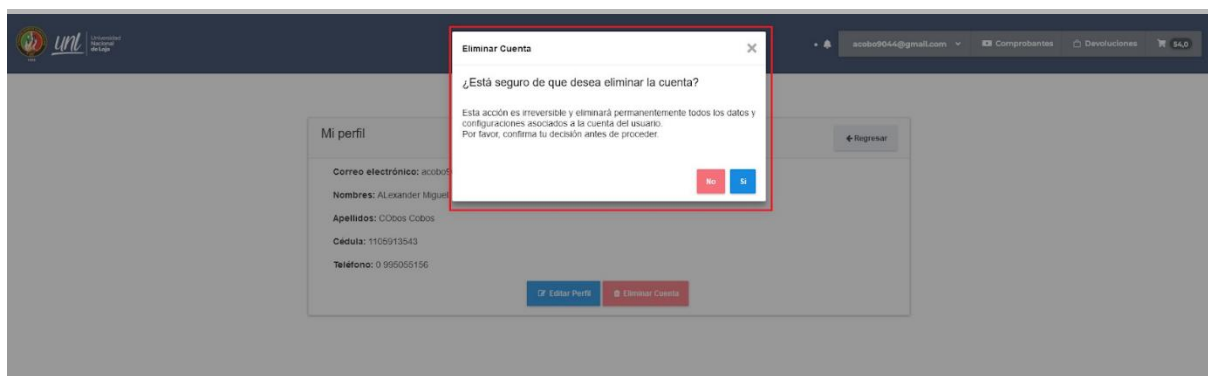 unl Universidad
Nacional
de Loja
acobo9044@gmail.com Comprobantes Devoluciones $4,0
Eliminar Cuenta
¿Está seguro de que desea eliminar la cuenta?
Esta acción es irreversible y eliminará permanentemente todos los datos y
configuraciones asociados a la cuenta del usuario.
Por favor, confirma tu decisión antes de proceder.
No Si
Mi perfil
Regresar
Correo electrónico: acobo9
Nombres: ALexander Miguel
Apellidos: CObos Cobos
Cédula: 1105913543
Teléfono: 0 995055156
Editar Perfil Eliminar Cuenta